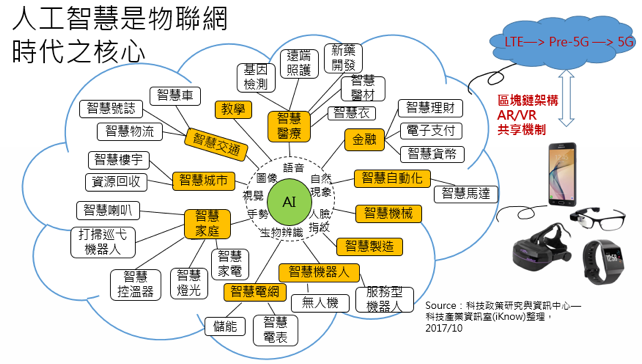 人工智慧是物聯網
時代之核心
LTE—> Pre-5G —> 5G
區塊鏈架構
AR/VR
共享機制
智慧車
智慧號誌
智慧物流
智慧交通
教學
基因
檢測
遠端
照護
新藥
開發
智慧
醫材
智慧衣
智慧
醫療
智慧理財
電子支付
智慧貨幣
金融
智慧樓宇
資源回收
智慧城市
智慧自動化
智慧馬達
智慧喇叭
打掃巡弋
機器人
智慧
控溫器
智慧
燈光
智慧
家電
智慧
家庭
智慧機械
智慧製造
智慧機器人
無人機
服務型
機器人
智慧電網
儲能
智慧
電表
語音
圖像
自然
現象
視覺
AI
手勢
人臉
指紋
生物辨識
Source：科技政策研究與資訊中心—
科技產業資訊室(iKnow)整理，
2017/10